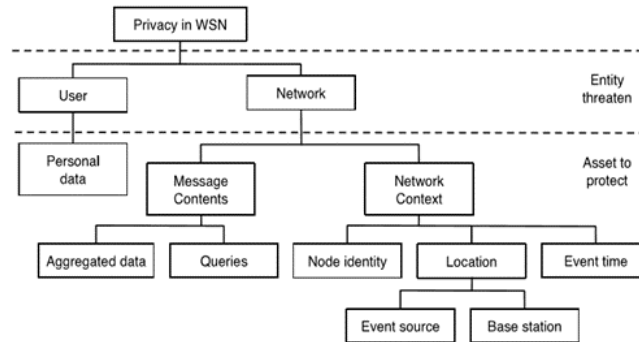 Privacy in WSN
User
Network
Entity
threaten
Personal
data
Message
Contents
Network
Context
Asset to
protect
Aggregated data
Queries
Node identity
Location
Event time
Event source
Base station